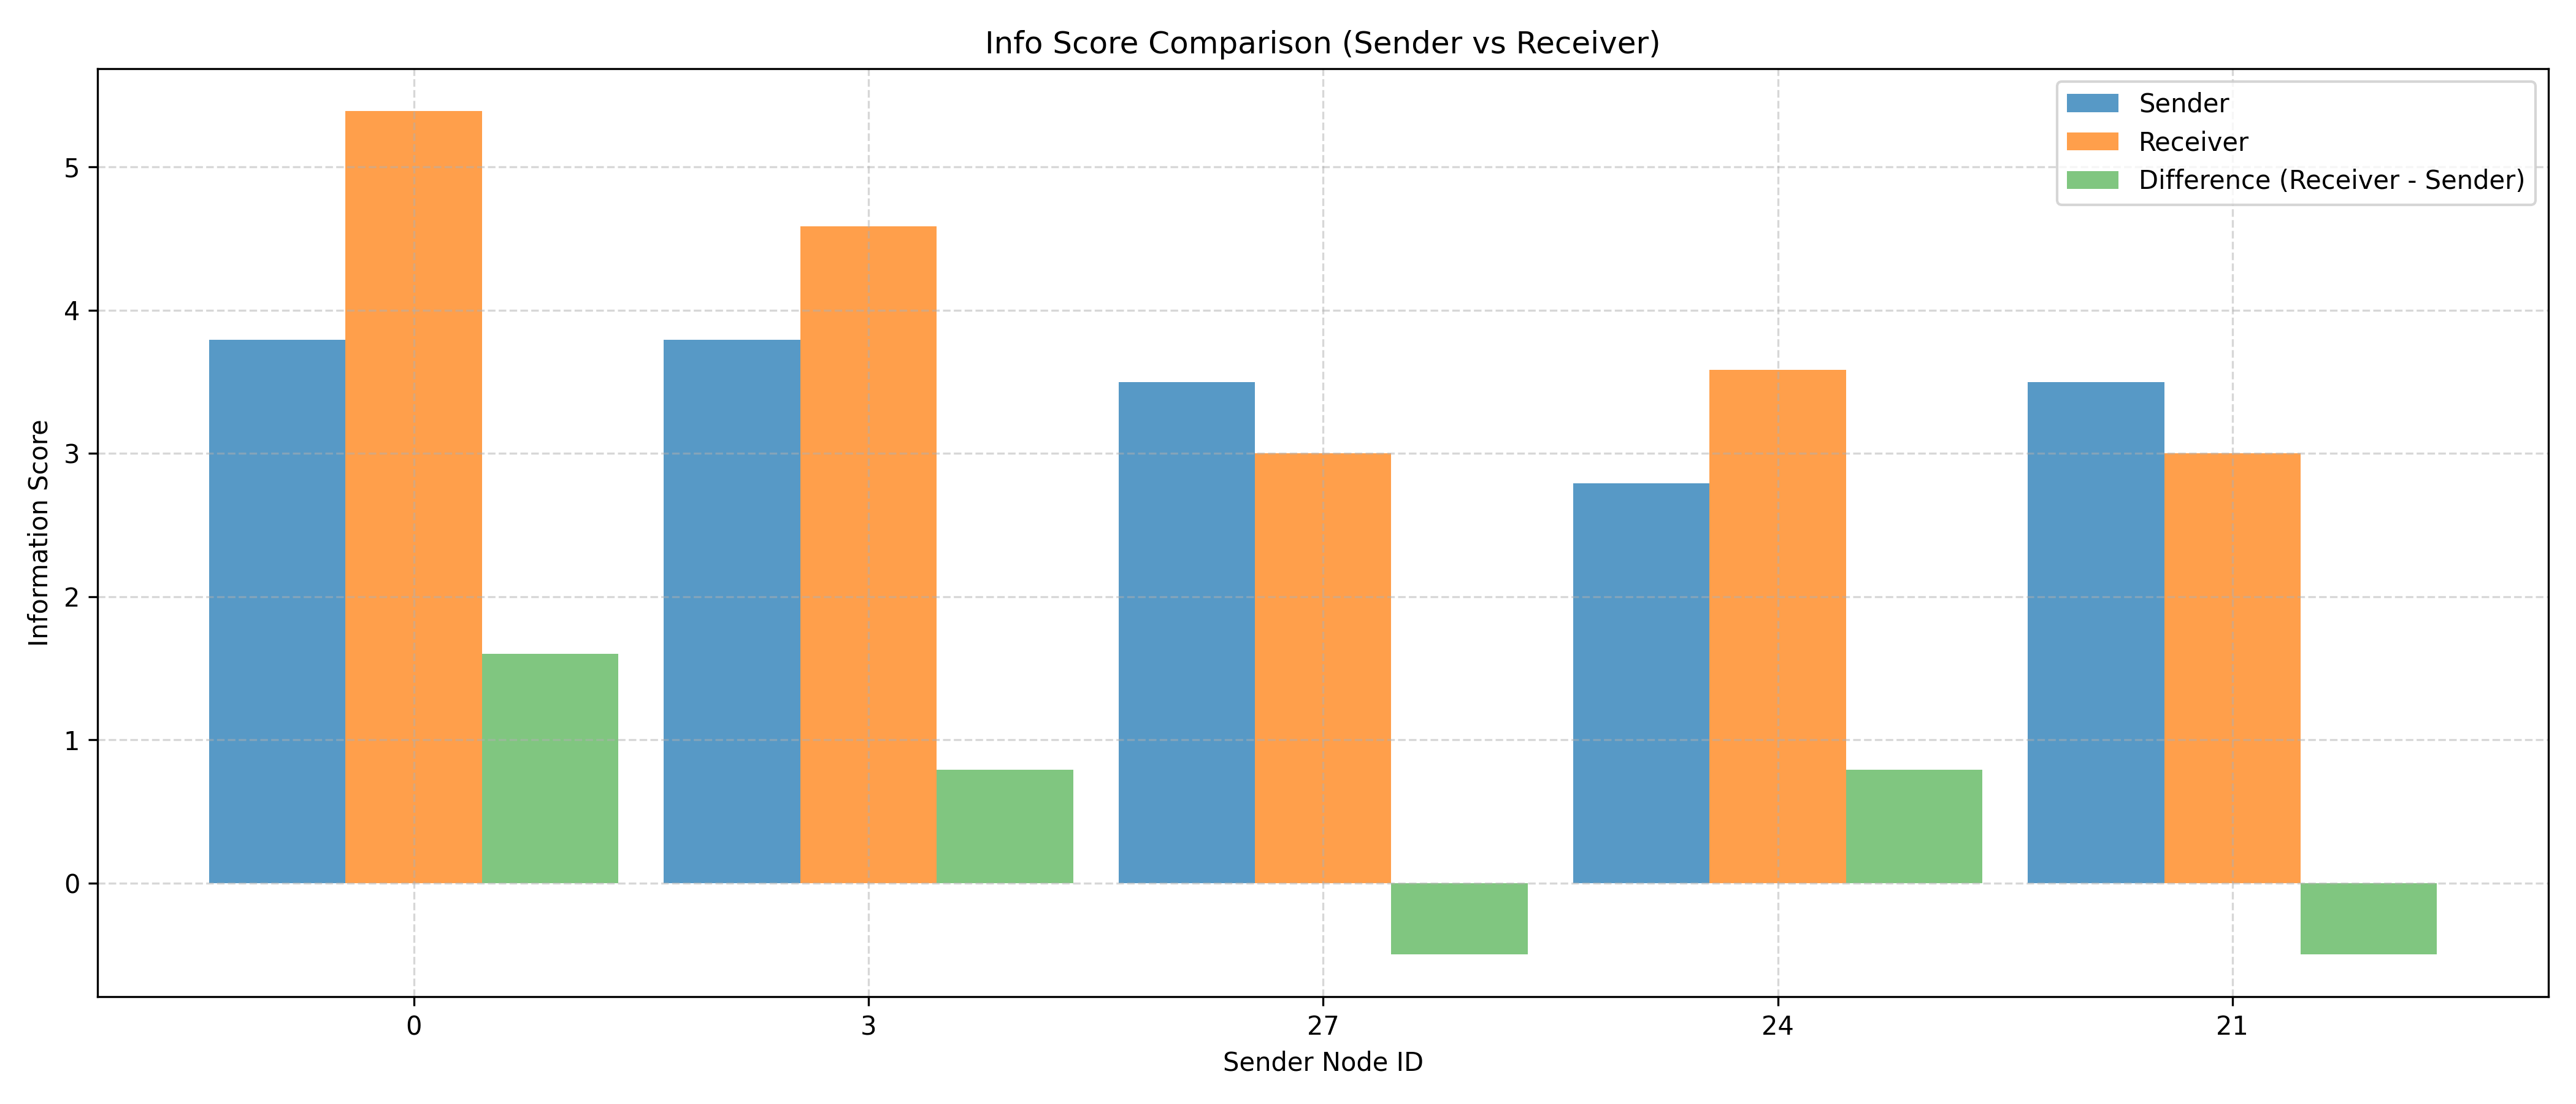 Info Score Comparison (Sender vs Receiver)
Sender
Receiver
Difference (Receiver - Sender)
5
4
3
2
1
0
Information Score
0 3 27 24 21
Sender Node ID